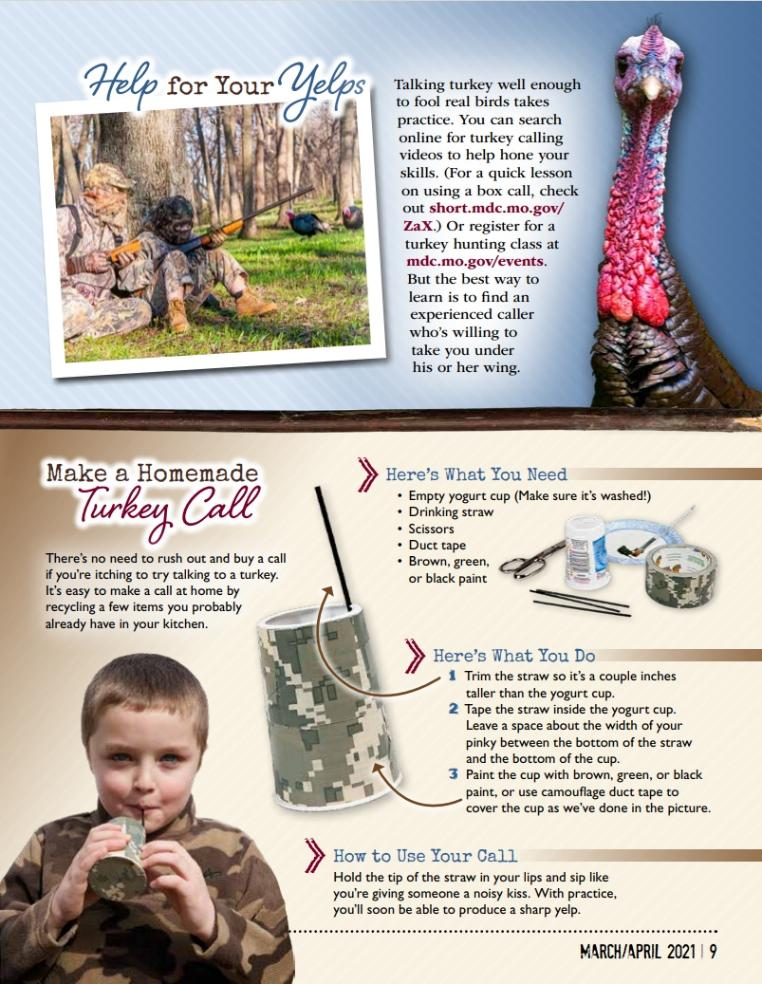 Help for Your Yelps
Talking turkey well enough
to fool real birds takes
practice. You can search
online for turkey calling
videos to help hone your
skills. (For a quick lesson
on using a box call, check
out short.mdc.mo.gov/
ZaX.) Or register for a
turkey hunting class at
mdc.mo.gov/events.
But the best way to
learn is to find an
experienced caller
who's willing to
take you under
his or her wing.
Make a Homemade
Turkey Call
There's no need to rush out and buy a call
if you're itching to try talking to a turkey.
It's easy to make a call at home by
recycling a few items you probably
already have in your kitchen.
Here's What You Need
• Empty yogurt cup (Make sure it's washed!)
• Drinking straw
• Scissors
• Duct tape
• Brown, green,
or black paint
Here's What You Do
1 Trim the straw so it's a couple inches
taller than the yogurt cup.
2 Tape the straw inside the yogurt cup.
Leave a space about the width of your
pinky between the bottom of the straw
and the bottom of the cup.
3 Paint the cup with brown, green, or black
paint, or use camouflage duct tape to
cover the cup as we've done in the picture.
How to Use Your Call
Hold the tip of the straw in your lips and sip like
you're giving someone a noisy kiss. With practice,
you'll soon be able to produce a sharp yelp.
MARCH/APRIL 2021 | 9